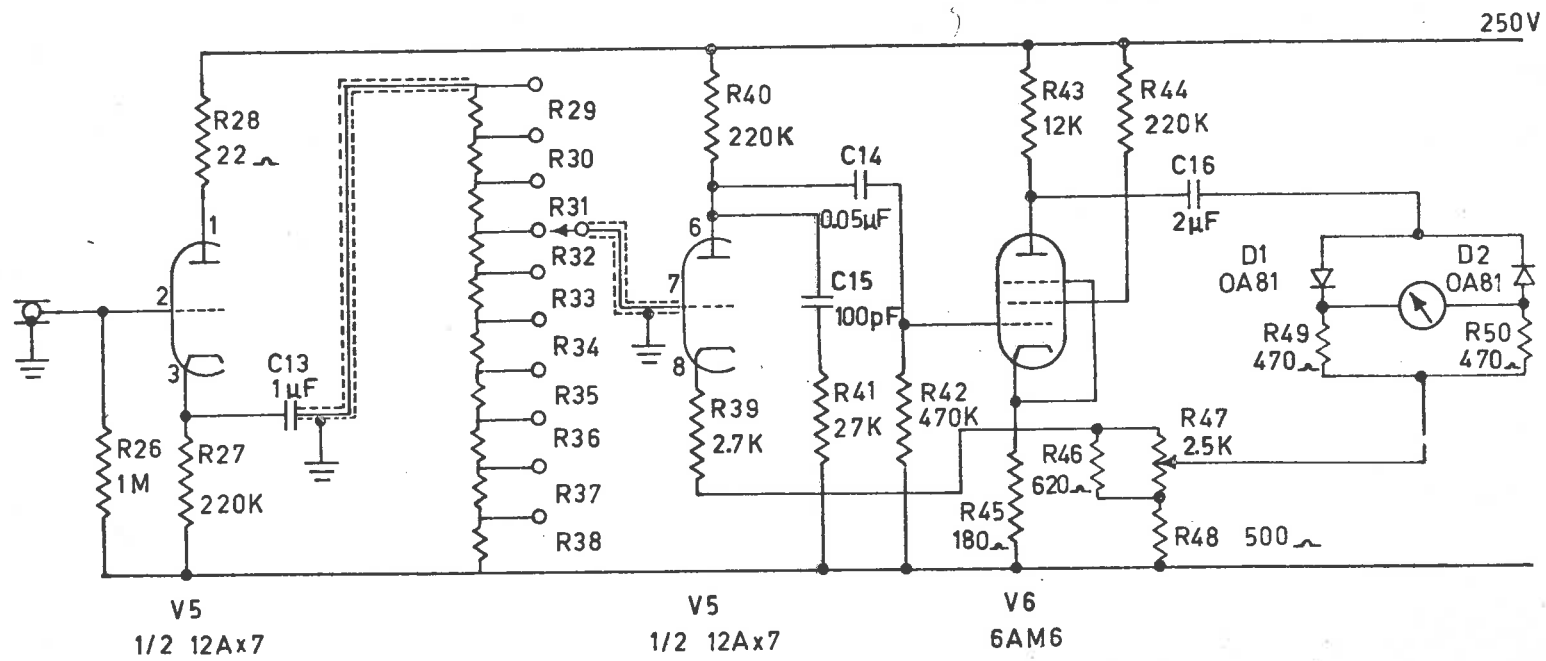 250V
R28
22Ω
R29
R30
R31
R32
R33
R34
R35
R36
R37
R38
R40
220K
C14
0.05µF
R43
12K
R44
220K
C16
2µF
D1
OA81
D2
OA81
1
2
3
6
7
8
C13
1µF
C15
100pF
R26
1M
R27
220K
R39
2.7K
R41
27K
R42
470K
R49
470Ω
R50
470Ω
R47
2.5K
R46
620Ω
R45
180Ω
R48 500Ω
V5
1/2 12Ax7
V5
1/2 12Ax7
V6
6AM6